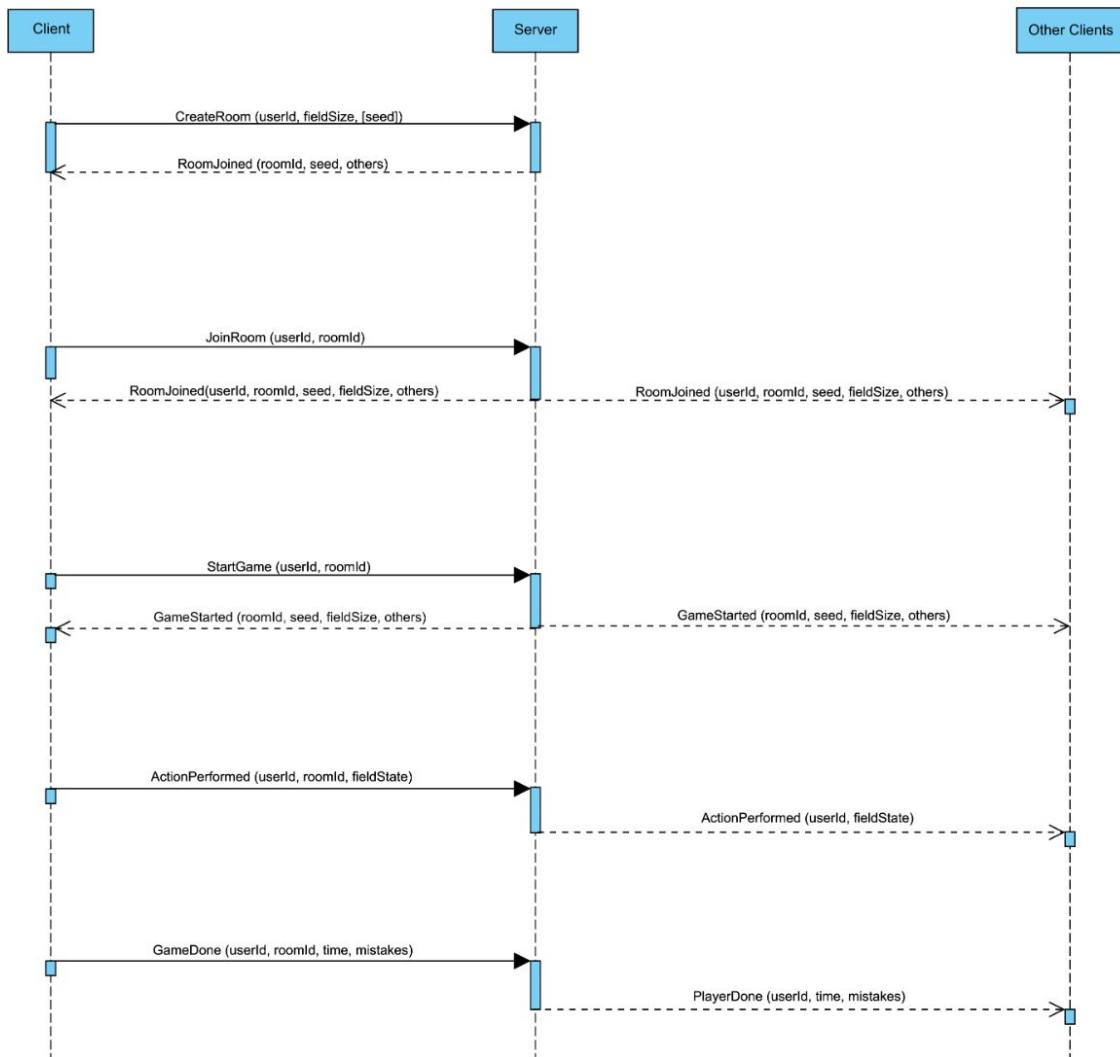 Client
Server
Other Clients
CreateRoom (userId, fieldSize, [seed])
RoomJoined (roomId, seed, others)
JoinRoom (userId, roomId)
RoomJoined(userId, roomId, seed, fieldSize, others)
RoomJoined (userId, roomId, seed, fieldSize, others)
StartGame (userId, roomId)
GameStarted (roomId, seed, fieldSize, others)
GameStarted (roomId, seed, fieldSize, others)
ActionPerformed (userId, roomId, fieldState)
ActionPerformed (userId, fieldState)
GameDone (userId, roomId, time, mistakes)
PlayerDone (userId, time, mistakes)